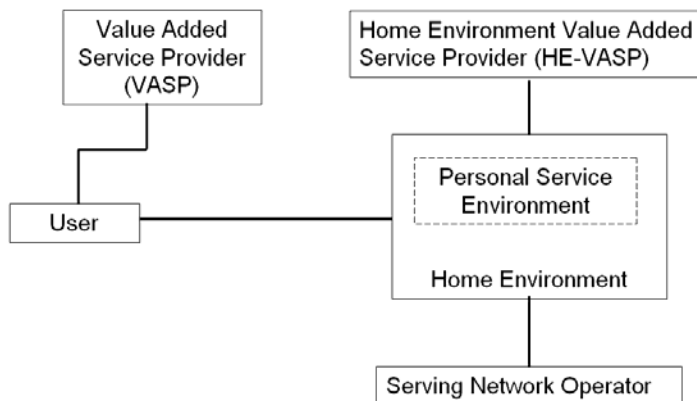 Value Added
Service Provider
(VASP)
Home Environment Value Added
Service Provider (HE-VASP)
Personal Service
Environment
User
Home Environment
Serving Network Operator